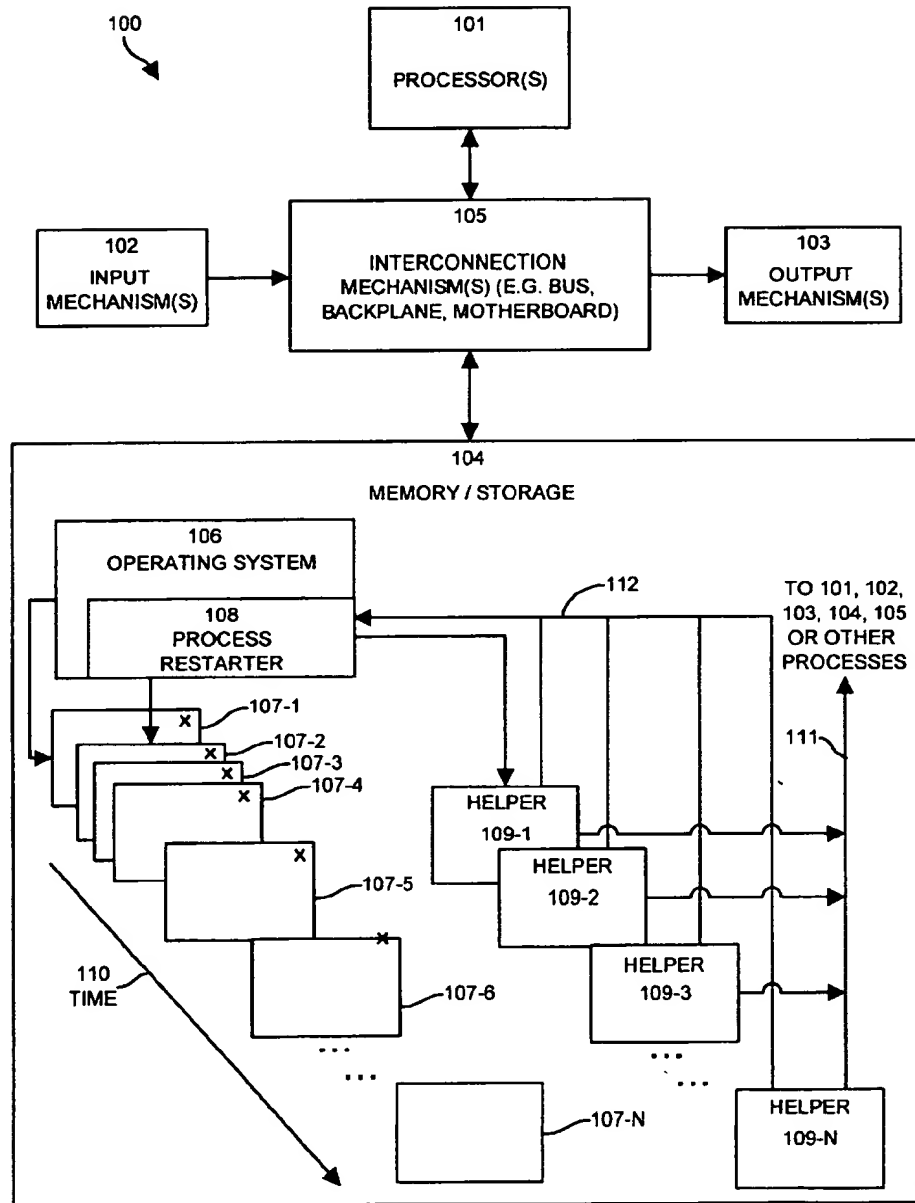 100
101
PROCESSOR(S)
102
INPUT
MECHANISM(S)
105
INTERCONNECTION
MECHANISM(S) (E.G. BUS,
BACKPLANE, MOTHERBOARD)
103
OUTPUT
MECHANISM(S)
104
MEMORY / STORAGE
106
OPERATING SYSTEM
108
PROCESS
RESTARTER
112
TO 101, 102,
103, 104, 105
OR OTHER
PROCESSES
111
X
107-1
X
107-2
X
107-3
X
107-4
X
107-5
X
107-6
...
...
107-N
110
TIME
HELPER
109-1
HELPER
109-2
HELPER
109-3
...
...
HELPER
109-N